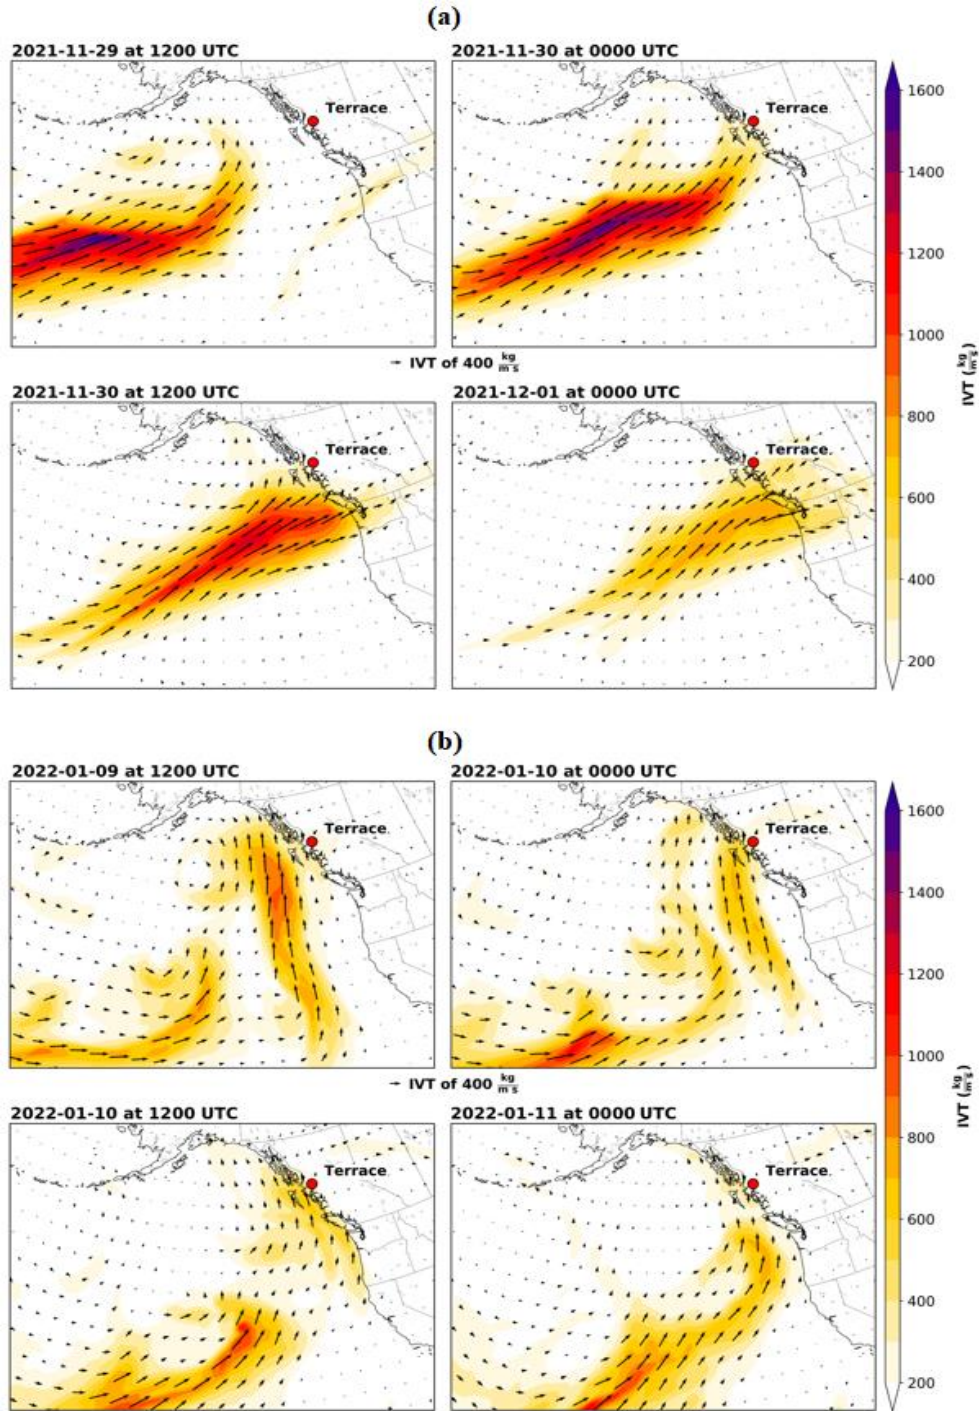 (a)
2021-11-29 at 1200 UTC
2021-11-30 at 0000 UTC
Terrace
Terrace
1600
1400
1200
1000
800
600
400
200
IVT (kg/m s)
IVT of 400 kg/m s
2021-11-30 at 1200 UTC
2021-12-01 at 0000 UTC
Terrace
Terrace
(b)
2022-01-09 at 1200 UTC
2022-01-10 at 0000 UTC
Terrace
Terrace
1600
1400
1200
1000
800
600
400
200
IVT (kg/m s)
IVT of 400 kg/m s
2022-01-10 at 1200 UTC
2022-01-11 at 0000 UTC
Terrace
Terrace